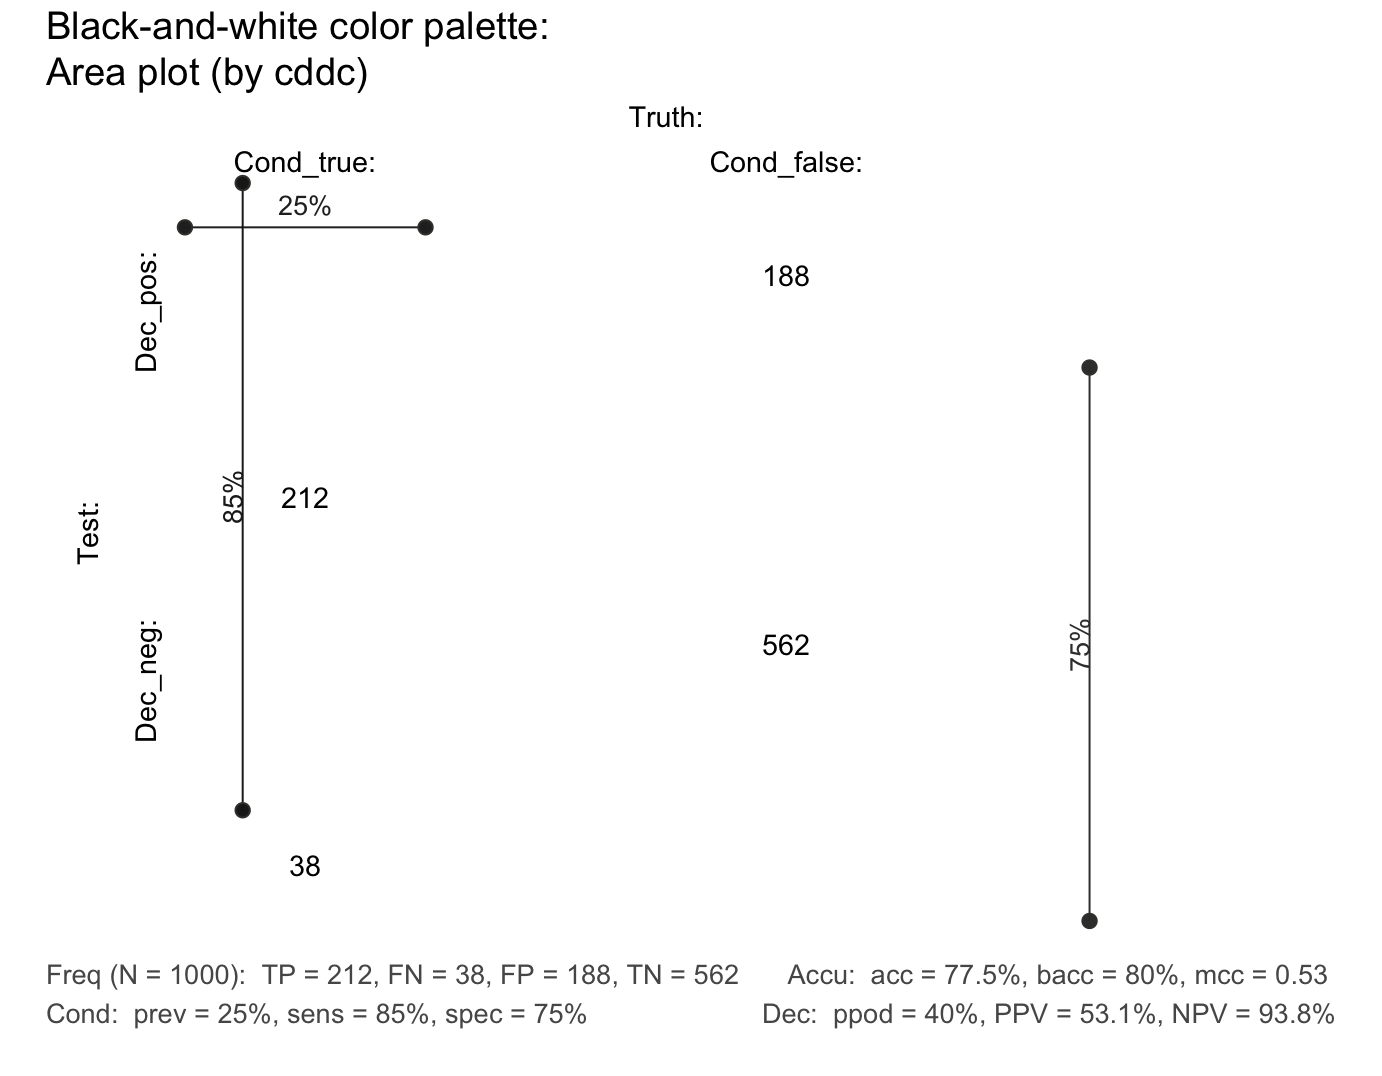 Black-and-white color palette:
Area plot (by cddc)
Truth:
Cond_true:
Cond_false:
25%
Dec_pos:
188
85%
212
Test:
Dec_neg:
562
75%
38
Freq (N = 1000):  TP = 212, FN = 38, FP = 188, TN = 562
Accu:  acc = 77.5%, bacc = 80%, mcc = 0.53
Cond:  prev = 25%, sens = 85%, spec = 75%
Dec:  ppod = 40%, PPV = 53.1%, NPV = 93.8%